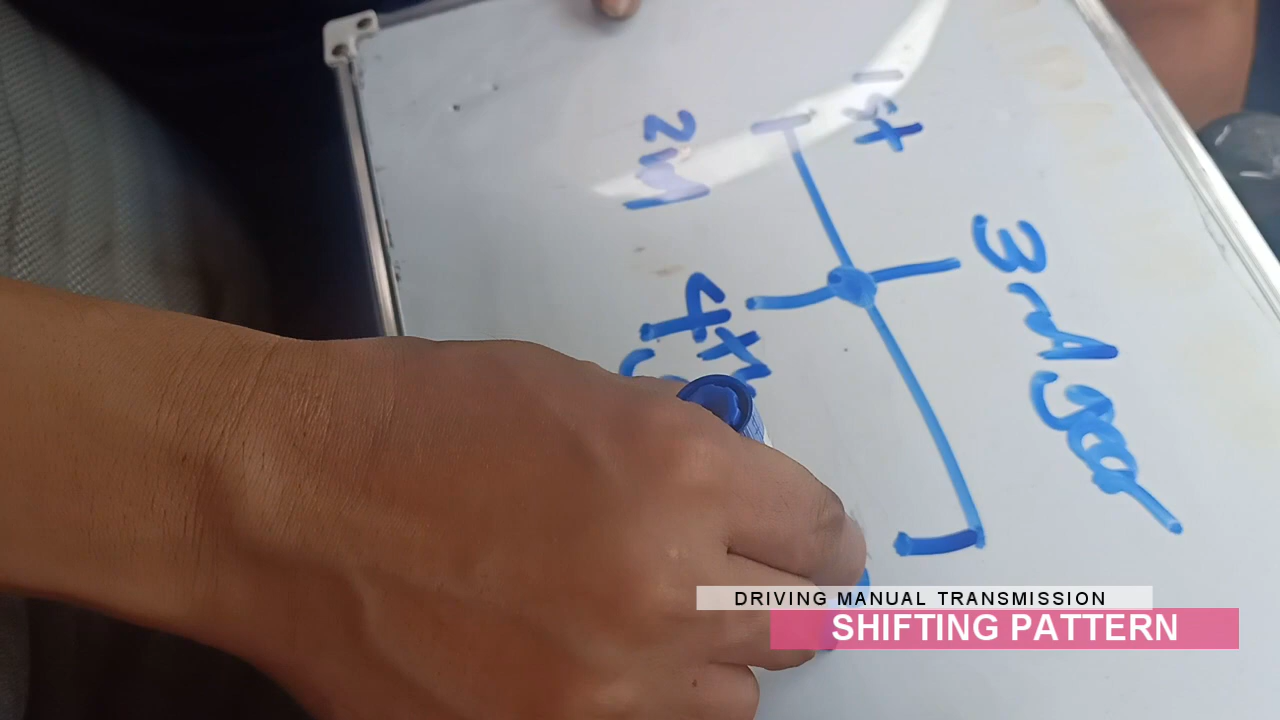 1st
3rd gear
2nd
4th
DRIVING MANUAL TRANSMISSION
SHIFTING PATTERN